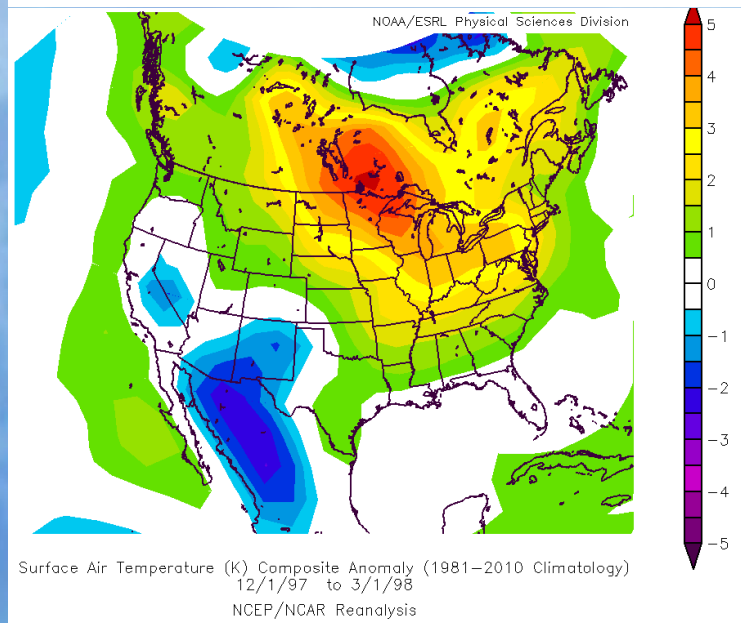 NOAA/ESRL Physical Sciences Division
5
4
3
2
1
0
−1
−2
−3
−4
−5
Surface Air Temperature (K) Composite Anomaly (1981−2010 Climatology)
12/1/97 to 3/1/98
NCEP/NCAR Reanalysis